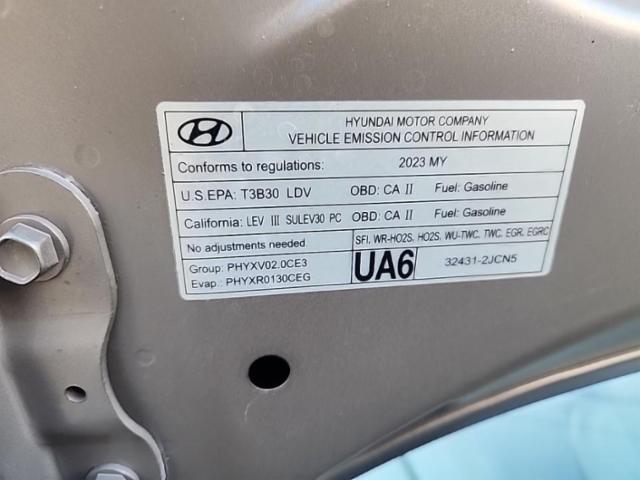 HYUNDAI MOTOR COMPANY
VEHICLE EMISSION CONTROL INFORMATION
Conforms to regulations: 2023 MY
U.S.EPA: T3B30 LDV OBD: CA II Fuel: Gasoline
California: LEV III SULEV30 PC OBD: CA II Fuel: Gasoline
No adjustments needed. SFI, WR-HO2S, HO2S, WU-TWC, TWC, EGR, EGRC
Group: PHYXV02.0CE3
Evap.: PHYXR0130CEG
UA6 32431-2JCN5